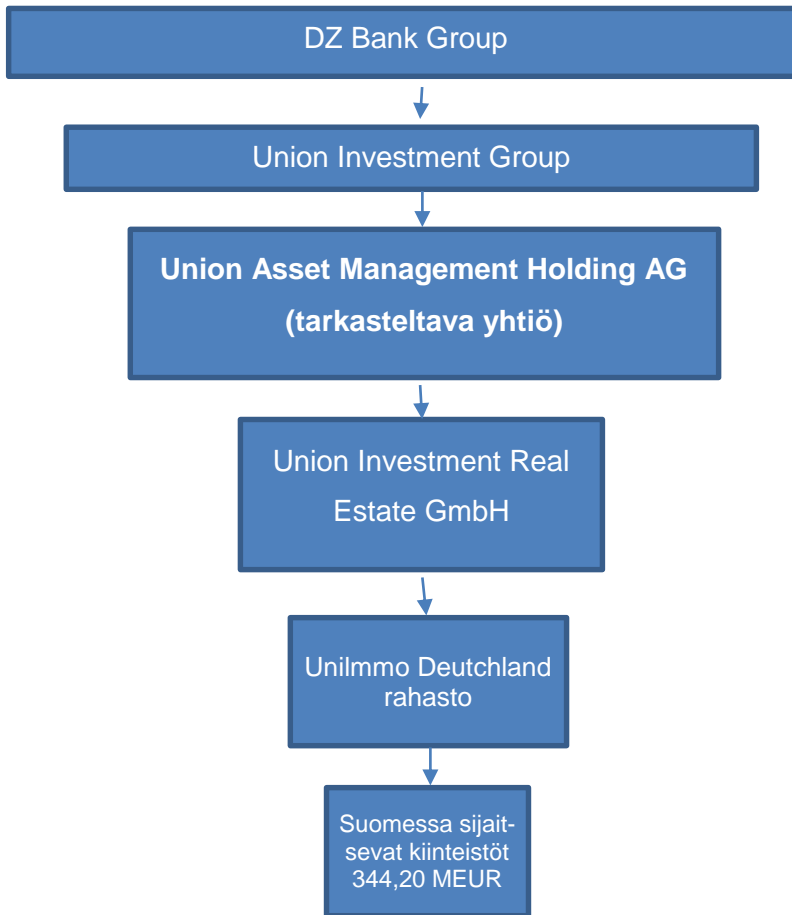 DZ Bank Group
Union Investment Group
Union Asset Management Holding AG
(tarkasteltava yhtiö)
Union Investment Real
Estate GmbH
UniImmo Deutchland
rahasto
Suomessa sijait-
sevat kiinteistöt
344,20 MEUR